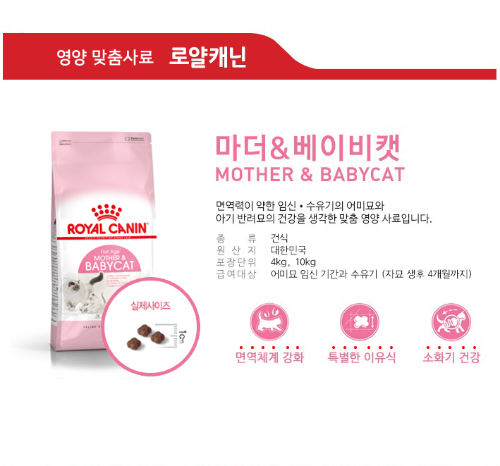 영양 맞춤사료 로얄캐닌
마더&베이비캣
MOTHER & BABYCAT
면역력이 약한 임신 • 수유기의 어미묘와
아기 반려묘의 건강을 생각한 맞춤 영양 사료입니다.
종 류 건식
원 산 지 대한민국
포장단위 4kg, 10kg
급여대상 어미묘 임신 기간과 수유기 (자묘 생후 4개월까지)
ROYAL CANIN
MOTHER &
BABYCAT
실제사이즈
1cm
면역체계 강화
특별한 이유식
소화기 건강